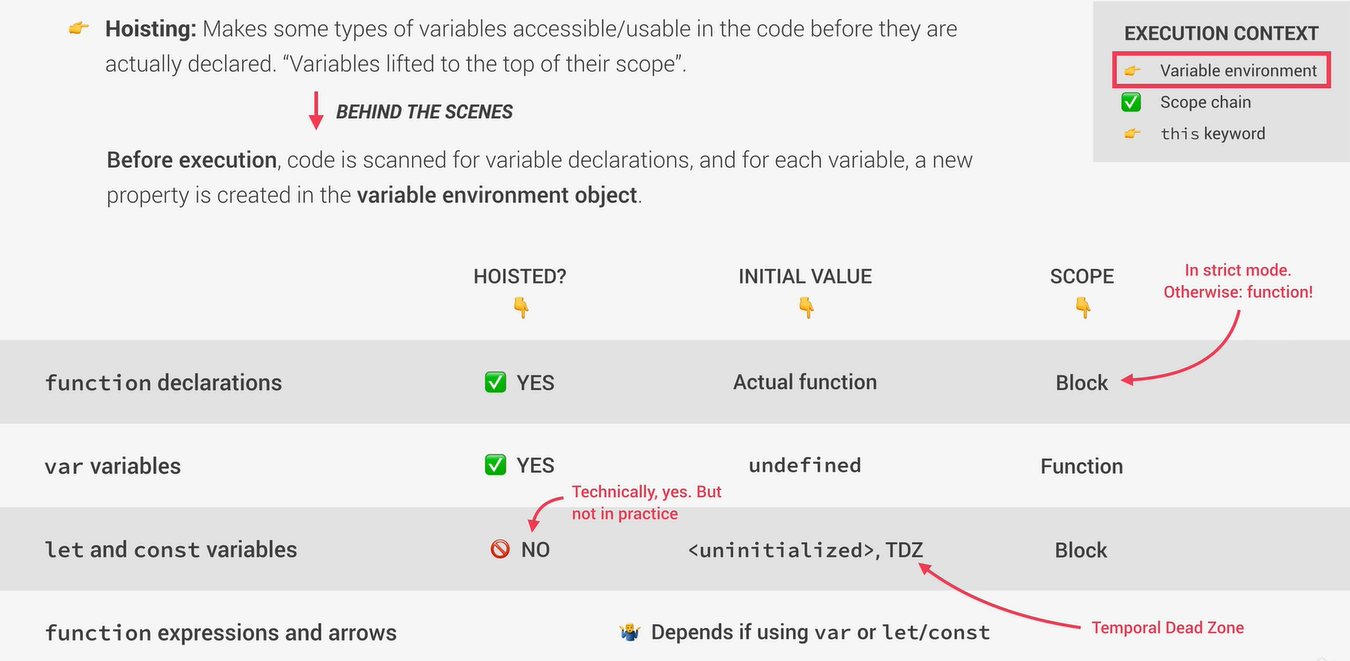 👉 Hoisting: Makes some types of variables accessible/usable in the code before they are
actually declared. “Variables lifted to the top of their scope”.
BEHIND THE SCENES
Before execution, code is scanned for variable declarations, and for each variable, a new
property is created in the variable environment object.
EXECUTION CONTEXT
👉 Variable environment
✅ Scope chain
👉 this keyword
HOISTED?
👇
INITIAL VALUE
👇
SCOPE
👇
In strict mode.
Otherwise: function!
function declarations
✅ YES
Actual function
Block
var variables
✅ YES
undefined
Function
Technically, yes. But
not in practice
let and const variables
🚫 NO
<uninitialized>, TDZ
Block
Temporal Dead Zone
function expressions and arrows
🤷‍♂️ Depends if using var or let/const